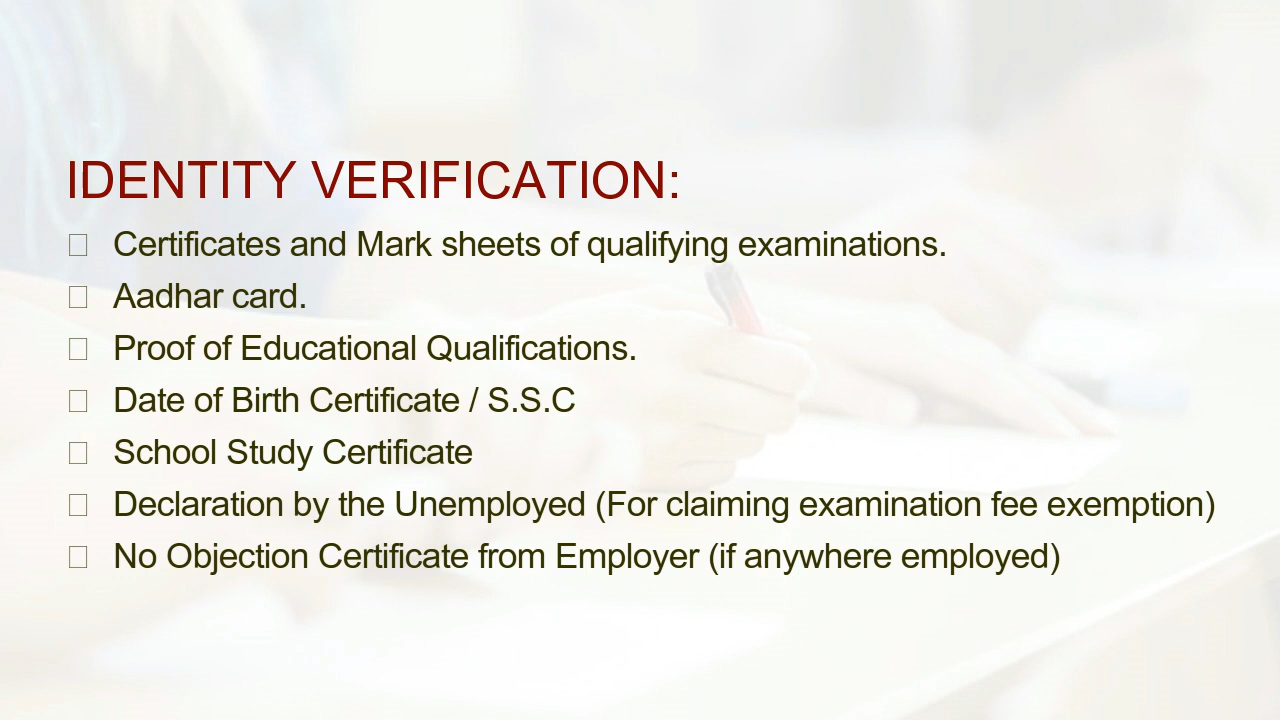 IDENTITY VERIFICATION:
□ Certificates and Mark sheets of qualifying examinations.
□ Aadhar card.
□ Proof of Educational Qualifications.
□ Date of Birth Certificate / S.S.C
□ School Study Certificate
□ Declaration by the Unemployed (For claiming examination fee exemption)
□ No Objection Certificate from Employer (if anywhere employed)